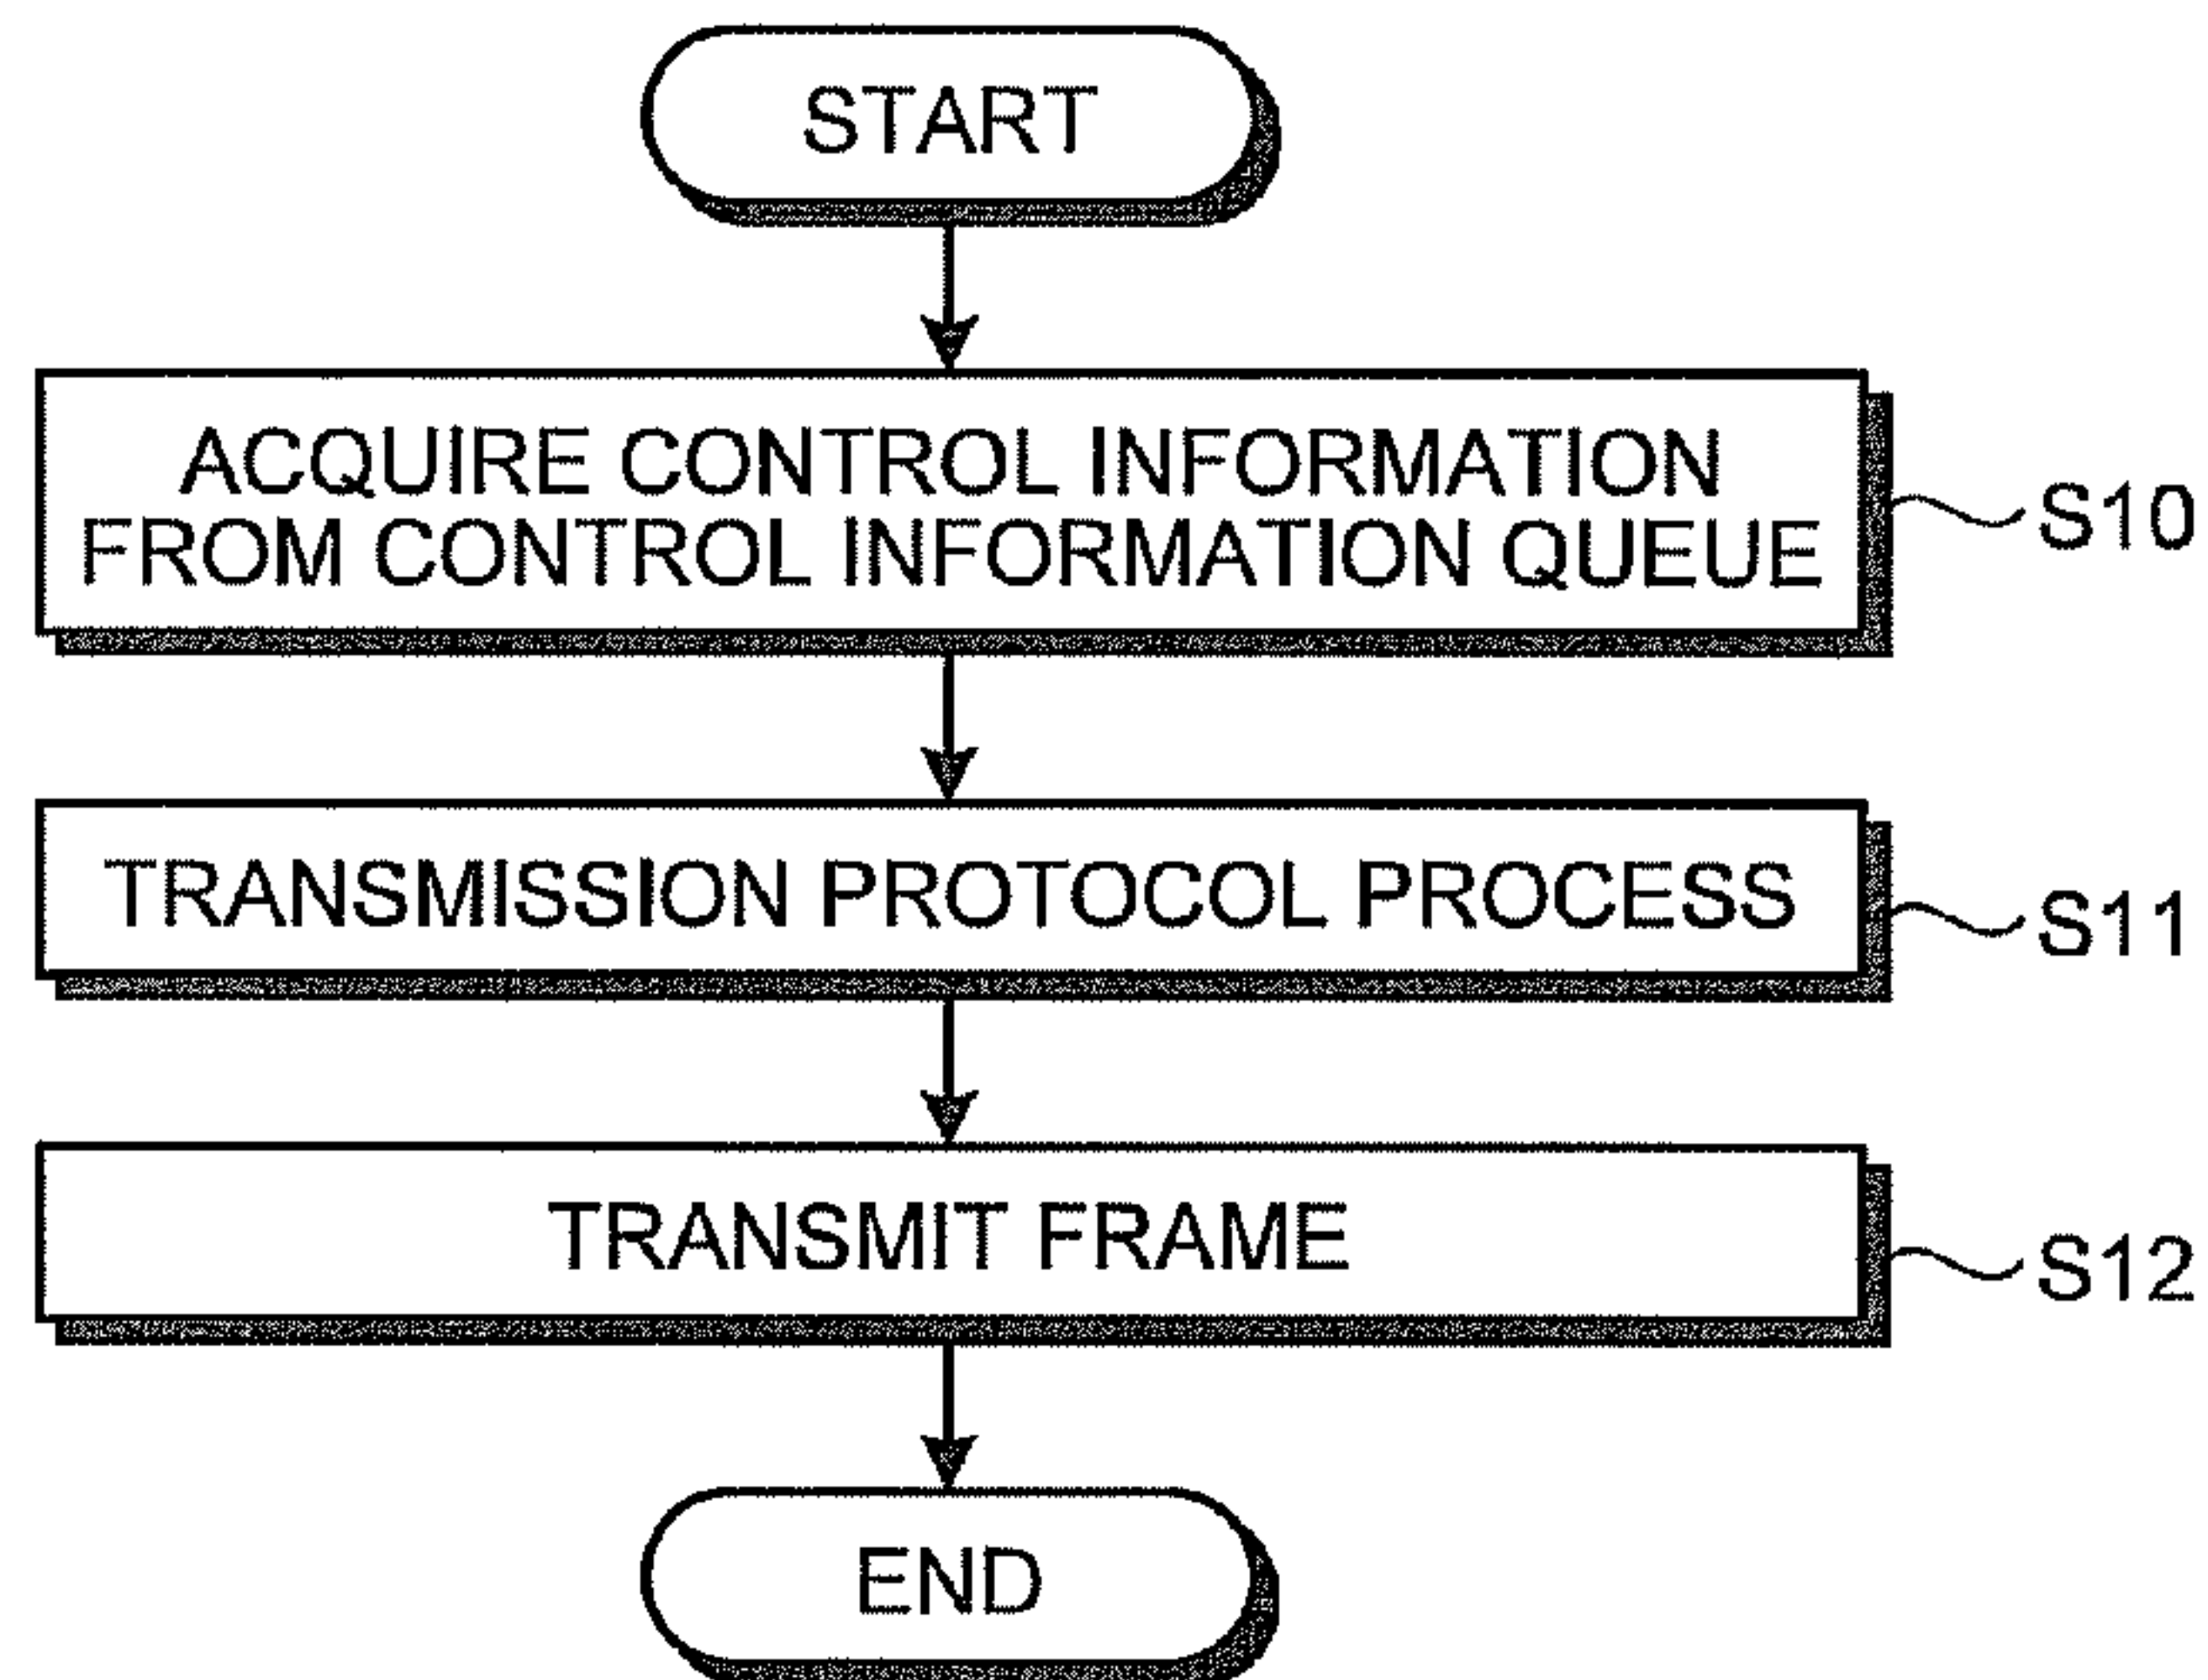 START
ACQUIRE CONTROL INFORMATION
FROM CONTROL INFORMATION QUEUE
S10
TRANSMISSION PROTOCOL PROCESS
S11
TRANSMIT FRAME
S12
END